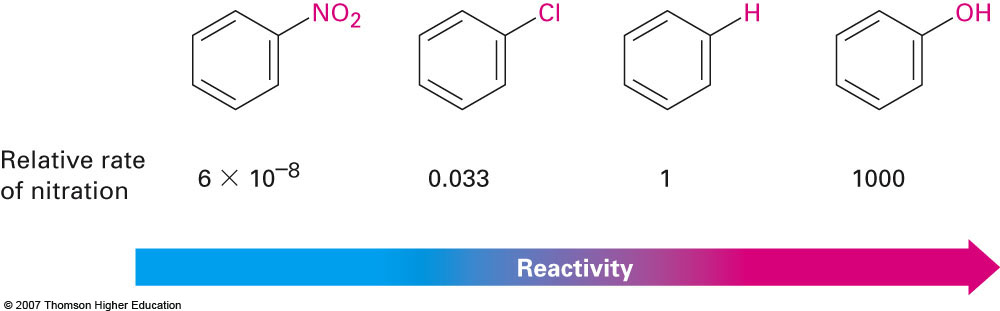 NO₂
Cl
H
OH
Relative rate
of nitration
6 × 10⁻⁸
0.033
1
1000
Reactivity
© 2007 Thomson Higher Education